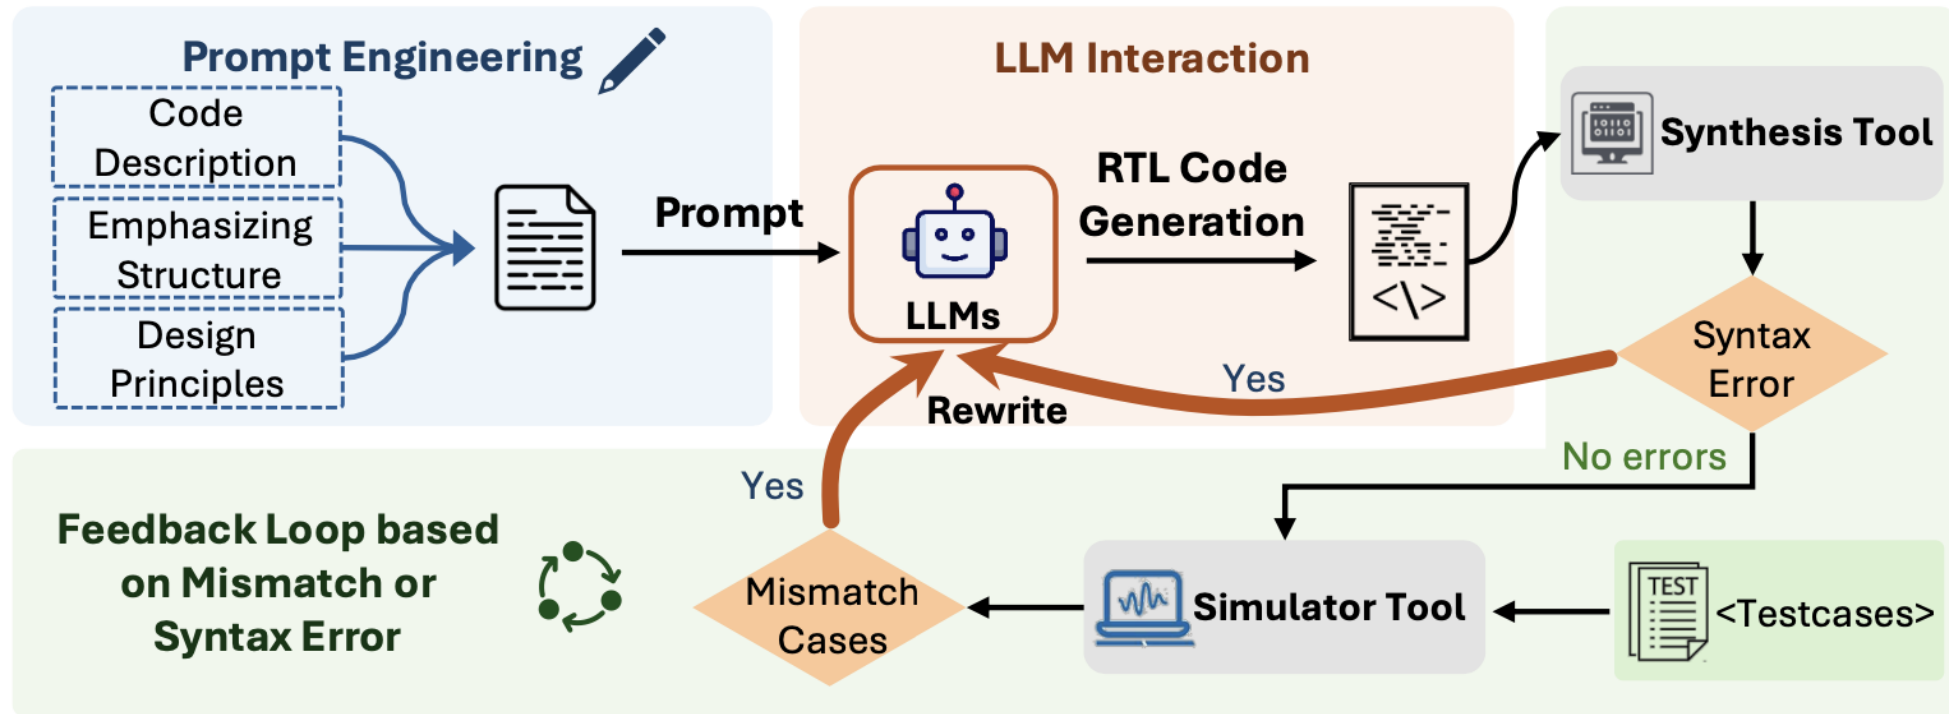 Prompt Engineering
Code
Description
Emphasizing
Structure
Design
Principles
Prompt
LLM Interaction
LLMs
RTL Code
Generation
</>
Synthesis Tool
10110
01101
Syntax
Error
Yes
Rewrite
No errors
Yes
Feedback Loop based
on Mismatch or
Syntax Error
Mismatch
Cases
Simulator Tool
TEST
<Testcases>